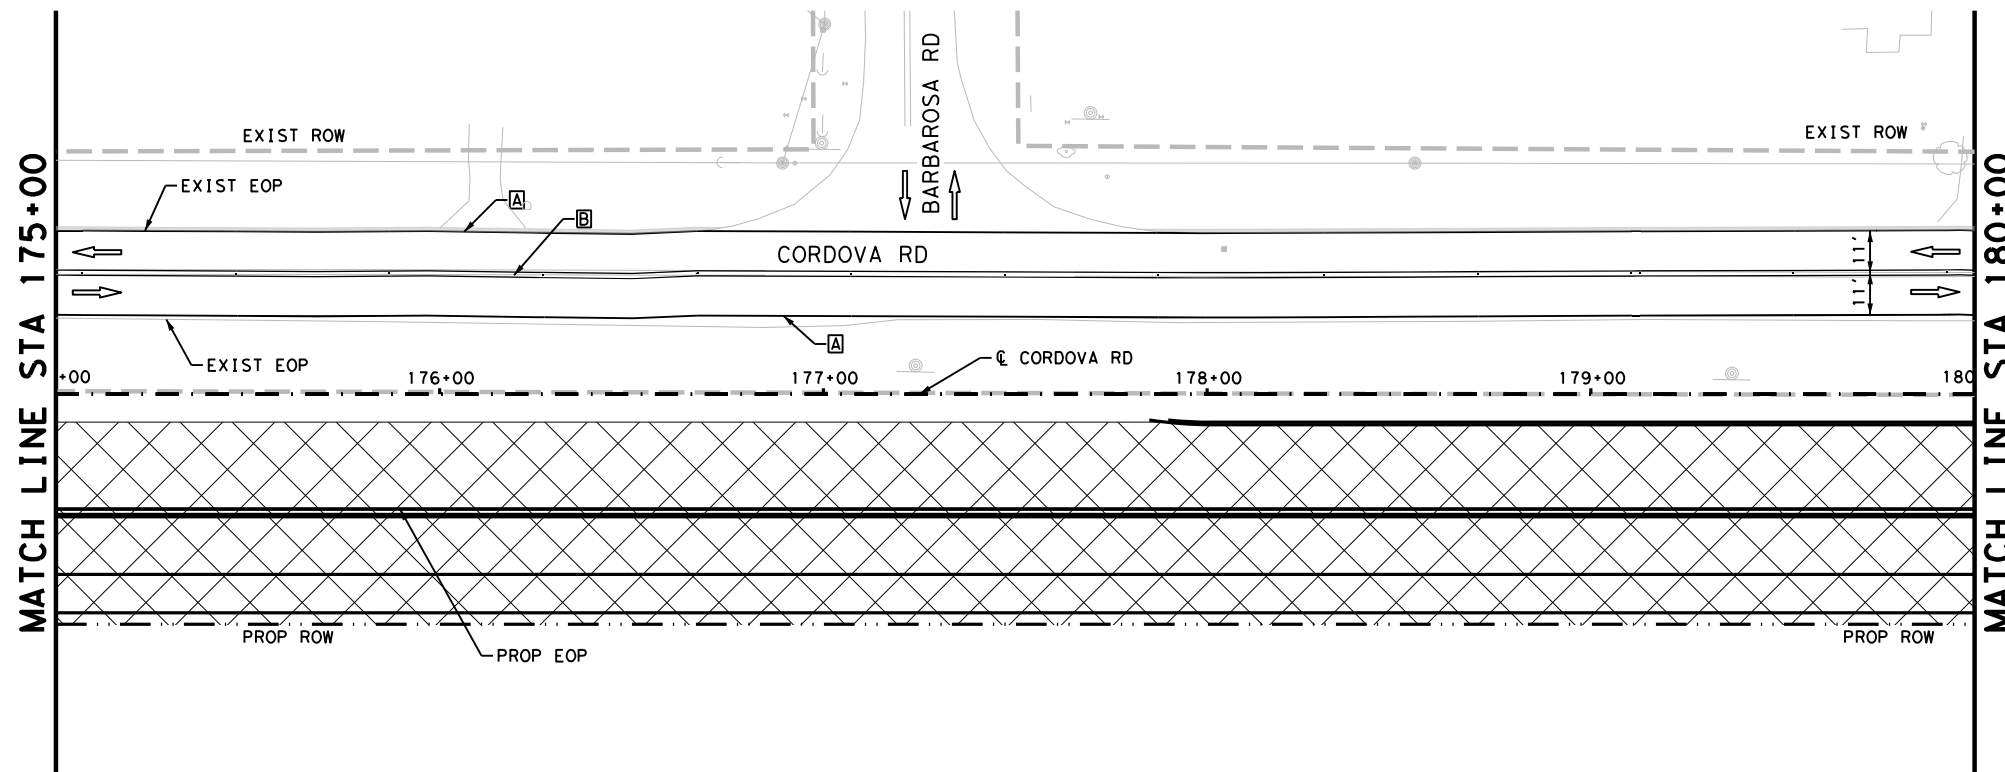 BARBAROSA RD
EXIST ROW
EXIST ROW
EXIST EOP
A
B
CORDOVA RD
11'
11'
A
EXIST EOP
℄ CORDOVA RD
+00
176+00
177+00
178+00
179+00
180
MATCH LINE STA 175+00
MATCH LINE STA 180+00
PROP ROW
PROP EOP
PROP ROW